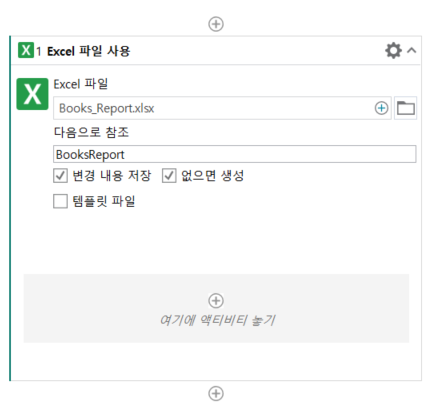 X 1 Excel 파일 사용
X Excel 파일
Books_Report.xlsx
다음으로 참조
BooksReport
변경 내용 저장 없으면 생성
템플릿 파일
여기에 액티비티 놓기